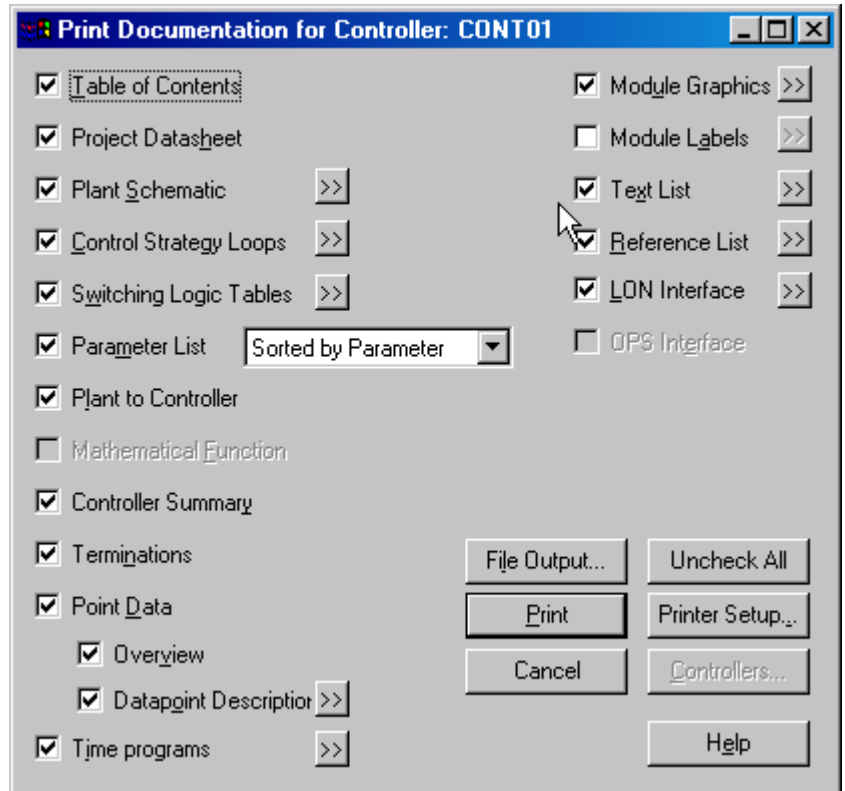 Print Documentation for Controller: CONT01
Table of Contents
Project Datasheet
Plant Schematic >>
Control Strategy Loops >>
Switching Logic Tables >>
Parameter List Sorted by Parameter
Plant to Controller
Mathematical Function
Controller Summary
Terminations
Point Data
Overview
Datapoint Description >>
Time programs >>
Module Graphics >>
Module Labels >>
Text List >>
Reference List >>
LON Interface >>
OPS Interface
File Output... Uncheck All
Print Printer Setup...
Cancel Controllers...
Help